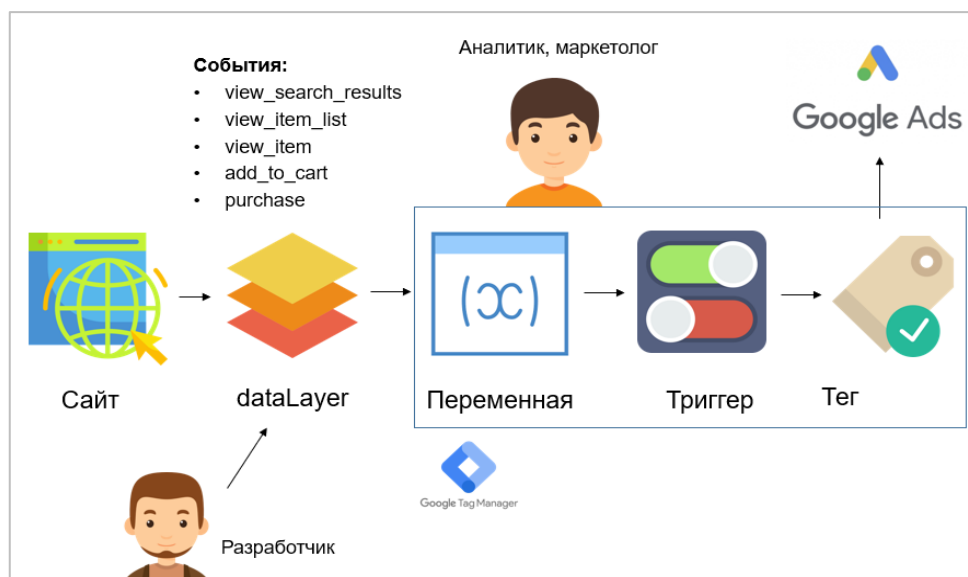 Аналитик, маркетолог
События:
• view_search_results
• view_item_list
• view_item
• add_to_cart
• purchase
Google Ads
(x)
Сайт
dataLayer
Переменная
Триггер
Тег
Google Tag Manager
Разработчик